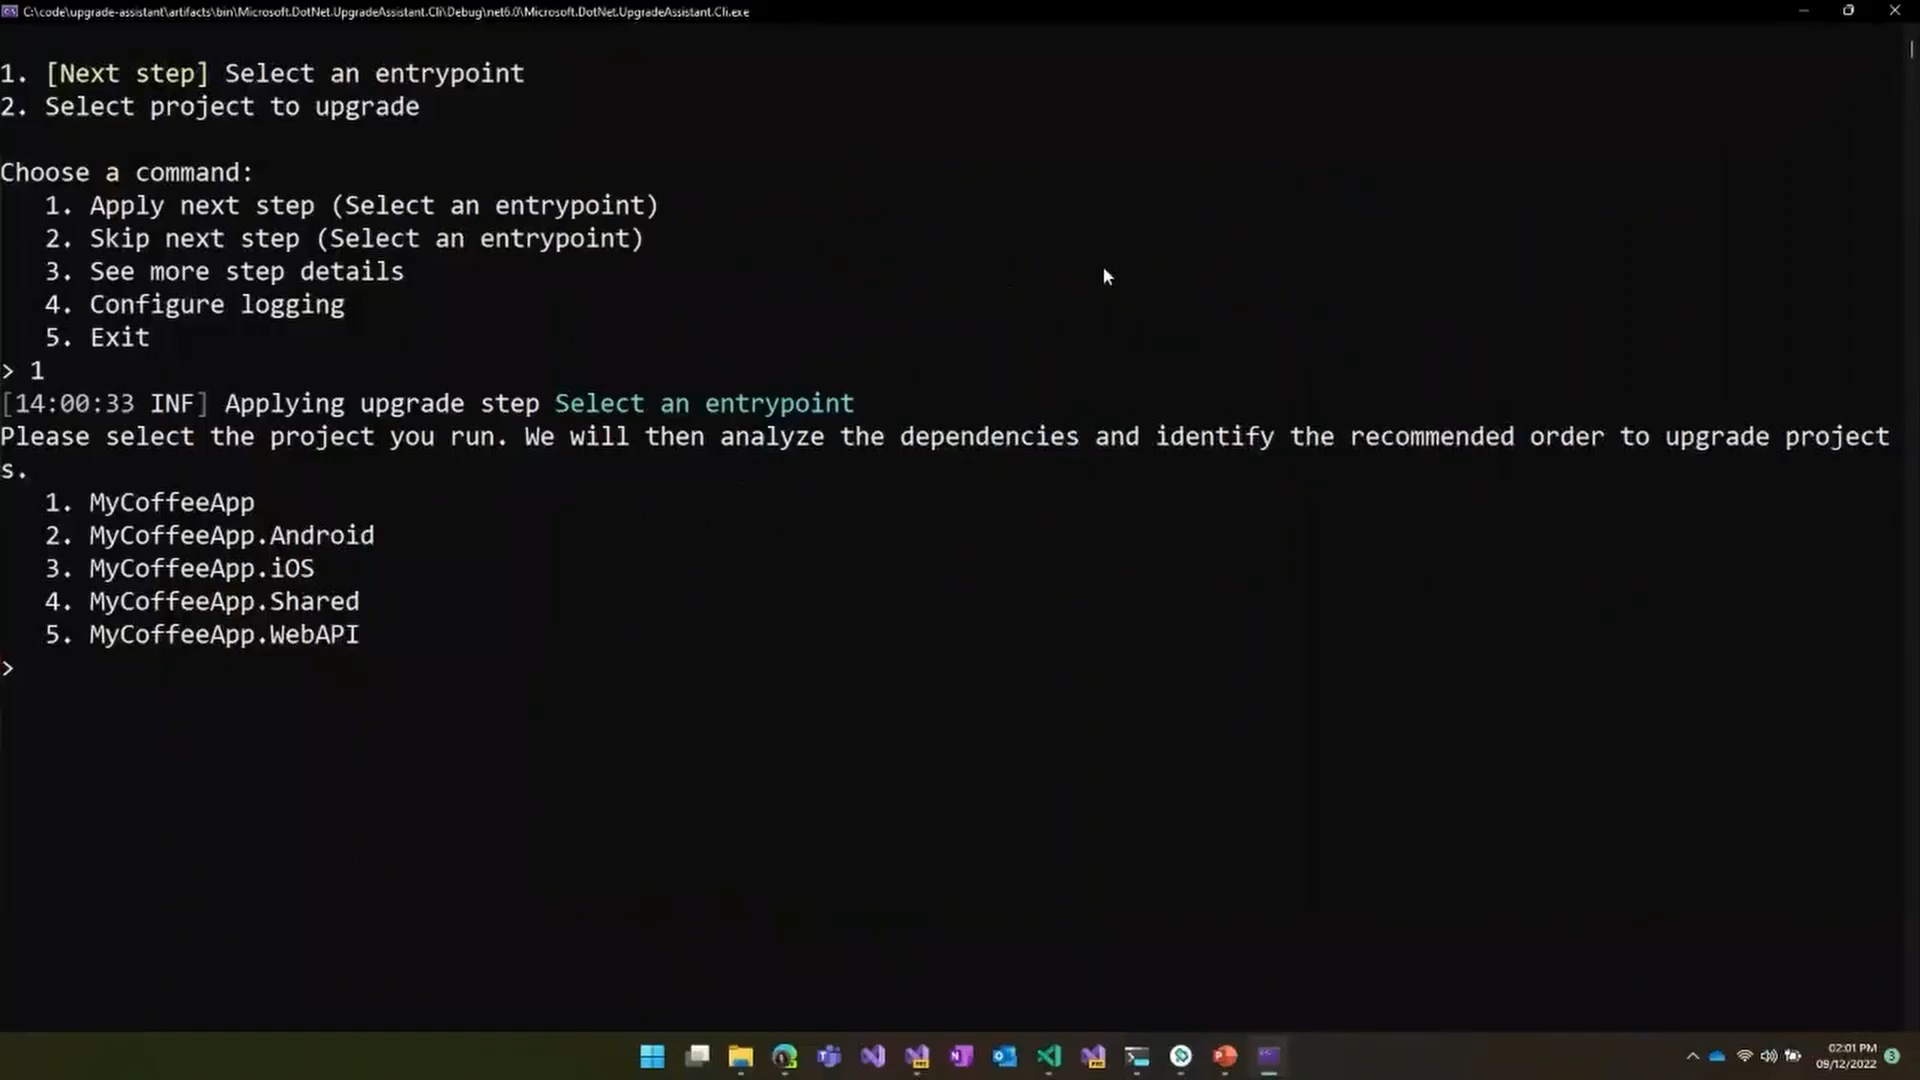 C:\code\upgrade-assistant\artifacts\bin\Microsoft.DotNet.UpgradeAssistant.Cli\Debug\net6.0\Microsoft.DotNet.UpgradeAssistant.Cli.exe
1. [Next step] Select an entrypoint
2. Select project to upgrade
Choose a command:
1. Apply next step (Select an entrypoint)
2. Skip next step (Select an entrypoint)
3. See more step details
4. Configure logging
5. Exit
> 1
[14:00:33 INF] Applying upgrade step Select an entrypoint
Please select the project you run. We will then analyze the dependencies and identify the recommended order to upgrade project
s.
1. MyCoffeeApp
2. MyCoffeeApp.Android
3. MyCoffeeApp.iOS
4. MyCoffeeApp.Shared
5. MyCoffeeApp.WebAPI
>
02:01 PM
09/12/2022
3